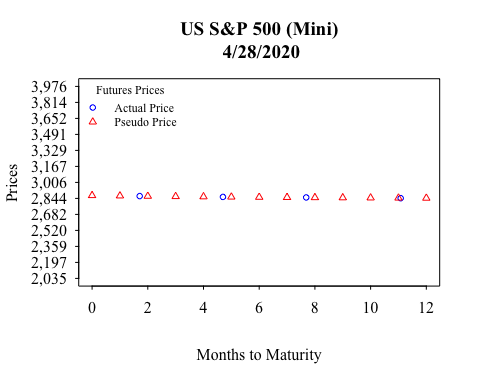 US S&P 500 (Mini)
4/28/2020
Futures Prices
Actual Price
Pseudo Price
Prices
3,976
3,814
3,652
3,491
3,329
3,167
3,006
2,844
2,682
2,520
2,359
2,197
2,035
0 2 4 6 8 10 12
Months to Maturity